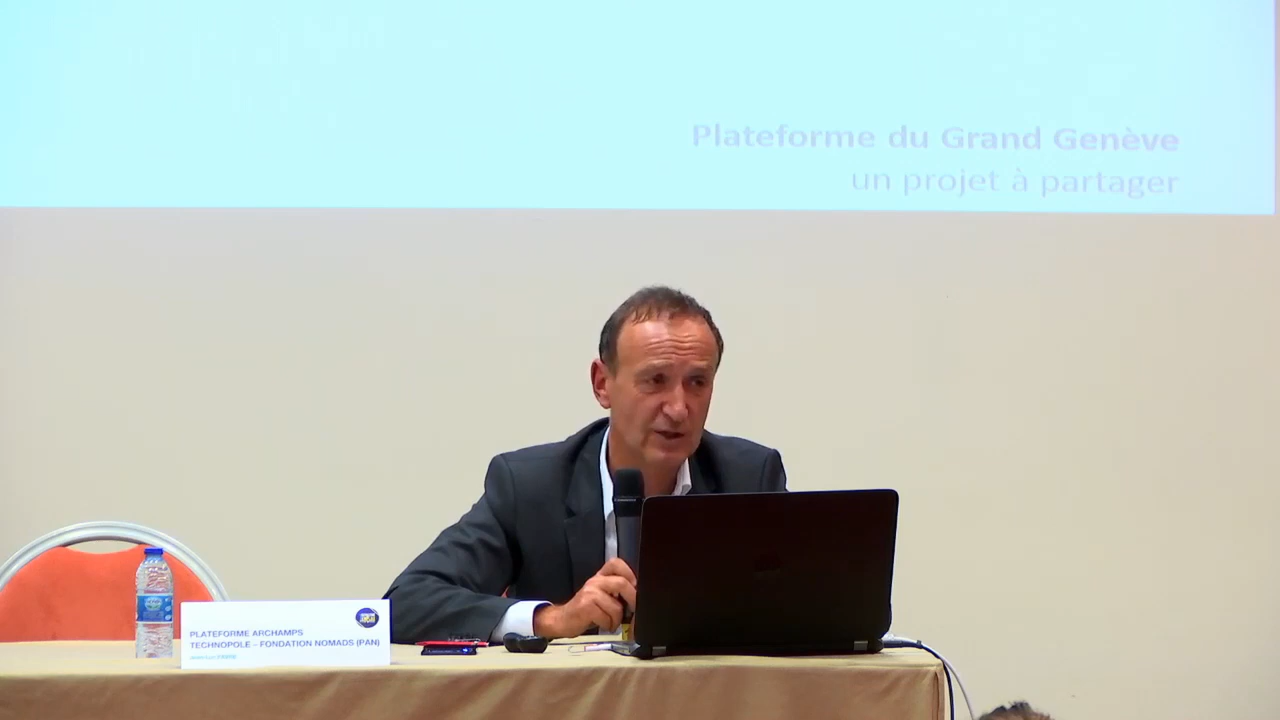 Plateforme du Grand Genève
un projet à partager
PLATEFORME ARCHAMPS
TECHNOPOLE – FONDATION NOMADS (PAN)